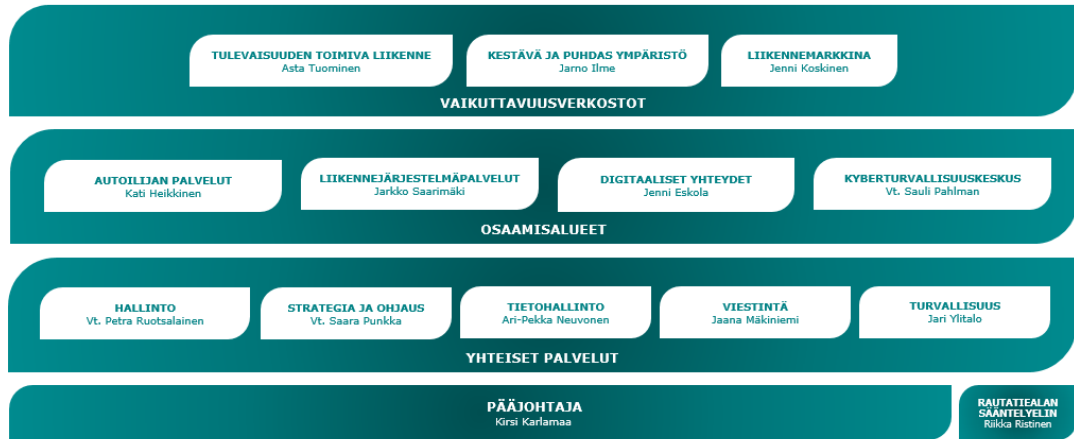 TULEVAISUUDEN TOIMIVA LIIKENNE
Asta Tuominen
KESTÄVÄ JA PUHDAS YMPÄRISTÖ
Jarno Ilme
LIIKENNEMARKKINA
Jenni Koskinen
VAIKUTTAVUUSVERKOSTOT
AUTOILIJAN PALVELUT
Kati Heikkinen
LIIKENNEJÄRJESTELMÄPALVELUT
Jarkko Saarimäki
DIGITAALISET YHTEYDET
Jenni Eskola
KYBERTURVALLISUUSKESKUS
Vt. Sauli Pahlman
OSAAMISALUEET
HALLINTO
Vt. Petra Ruotsalainen
STRATEGIA JA OHJAUS
Vt. Saara Punkka
TIETOHALLINTO
Ari-Pekka Neuvonen
VIESTINTÄ
Jaana Mäkiniemi
TURVALLISUUS
Jari Ylitalo
YHTEISET PALVELUT
PÄÄJOHTAJA
Kirsi Karlamaa
RAUTATIEALAN
SÄÄNTELYELIN
Riikka Ristinen